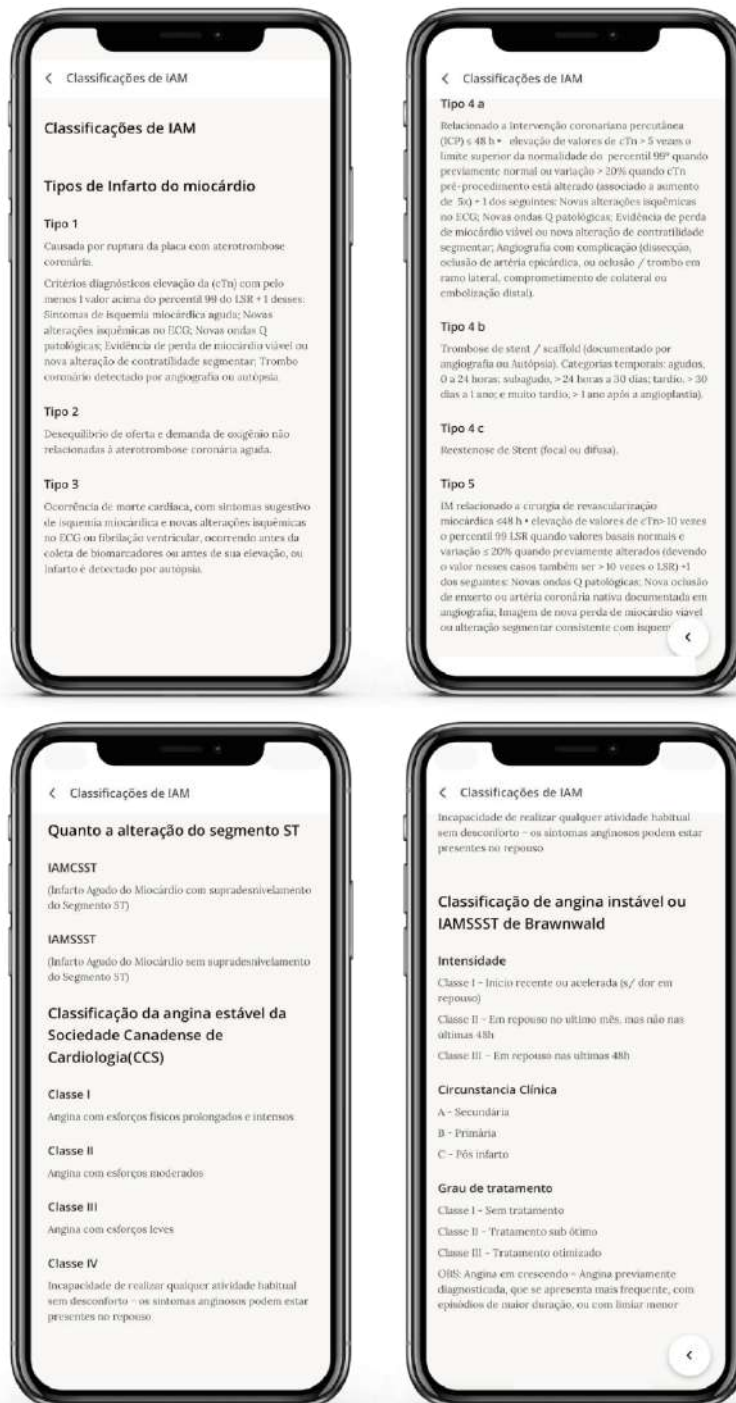 Classificações de IAM
Classificações de IAM
Tipos de Infarto do miocárdio
Tipo 1
Causada por ruptura da placa com aterotrombose
coronária.
Critérios diagnósticos elevação da (cTn) com pelo
menos 1 valor acima do percentil 99 do LSR + 1 desses:
Sintomas de isquemia miocárdica aguda; Novas
alterações isquêmicas no ECG; Novas ondas Q
patológicas; Evidência de perda de miocárdio viável ou
nova alteração de contratilidade segmentar; Trombo
coronário detectado por angiografia ou autópsia.
Tipo 2
Desequilíbrio de oferta e demanda de oxigênio não
relacionadas à aterotrombose coronária aguda.
Tipo 3
Ocorrência de morte cardíaca, com sintomas sugestivo
de isquemia miocárdica e novas alterações isquêmicas
no ECG ou fibrilação ventricular, ocorrendo antes da
coleta de biomarcadores ou antes de sua elevação, ou
infarto é detectado por autópsia.
Classificações de IAM
Tipo 4 a
Relacionado a Intervenção coronariana percutânea
(ICP) ≤ 48 h • elevação de valores de cTn > 5 vezes o
limite superior da normalidade do percentil 99º quando
previamente normal ou variação > 20% quando cTn
pré-procedimento está alterado (associado a aumento
de 5x) + 1 dos seguintes: Novas alterações isquêmicas
no ECG; Novas ondas Q patológicas; Evidência de perda
de miocárdio viável ou nova alteração de contratilidade
segmentar; Angiografia com complicação (dissecção,
oclusão de artéria epicárdica, ou oclusão / trombo em
ramo lateral, comprometimento de colateral ou
embolização distal).
Tipo 4 b
Trombose de stent / scaffold (documentado por
angiografia ou Autópsia). Categorias temporais: agudos,
0 a 24 horas; subagudo, > 24 horas a 30 dias; tardio, > 30
dias a 1 ano; e muito tardio, > 1 ano após a angioplastia).
Tipo 4 c
Reestenose de Stent (focal ou difusa).
Tipo 5
IM relacionado a cirurgia de revascularização
miocárdica ≤48 h • elevação de valores de cTn> 10 vezes
o percentil 99 LSR quando valores basais normais e
variação ≤ 20% quando previamente alterados (devendo
o valor nesses casos também ser > 10 vezes o LSR) +1
dos seguintes: Novas ondas Q patológicas; Nova oclusão
de enxerto ou artéria coronária nativa documentada em
angiografia; Imagem de nova perda de miocárdio viável
ou alteração segmentar consistente com isquem
Classificações de IAM
Quanto a alteração do segmento ST
IAMCSST
(Infarto Agudo do Miocárdio com supradesnivelamento
do Segmento ST)
IAMSSST
(Infarto Agudo do Miocárdio sem supradesnivelamento
do Segmento ST)
Classificação da angina estável da
Sociedade Canadense de
Cardiologia(CCS)
Classe I
Angina com esforços físicos prolongados e intensos
Classe II
Angina com esforços moderados
Classe III
Angina com esforços leves
Classe IV
Incapacidade de realizar qualquer atividade habitual
sem desconforto – os sintomas anginosos podem estar
presentes no repouso
Classificações de IAM
Incapacidade de realizar qualquer atividade habitual
sem desconforto – os sintomas anginosos podem estar
presentes no repouso
Classificação de angina instável ou
IAMSSST de Brawnwald
Intensidade
Classe I – Inicio recente ou acelerada (s/ dor em
repouso)
Classe II – Em repouso no ultimo mês, mas não nas
últimas 48h
Classe III – Em repouso nas ultimas 48h
Circunstancia Clínica
A – Secundária
B – Primária
C – Pós infarto
Grau de tratamento
Classe I – Sem tratamento
Classe II – Tratamento sub ótimo
Classe III – Tratamento otimizado
OBS: Angina em crescendo – Angina previamente
diagnosticada, que se apresenta mais frequente, com
episódios de maior duração, ou com limiar menor